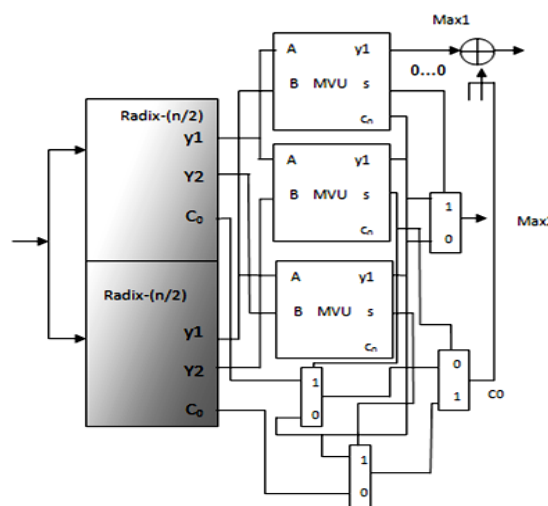 Max1
A y1
0...0
B MVU s
cₙ
Radix-(n/2)
y1
Y2
C₀
A y1
B MVU s
cₙ
1
0
Max2
A y1
B MVU s
cₙ
Radix-(n/2)
y1
Y2
C₀
1
0
0
1
C0
1
0